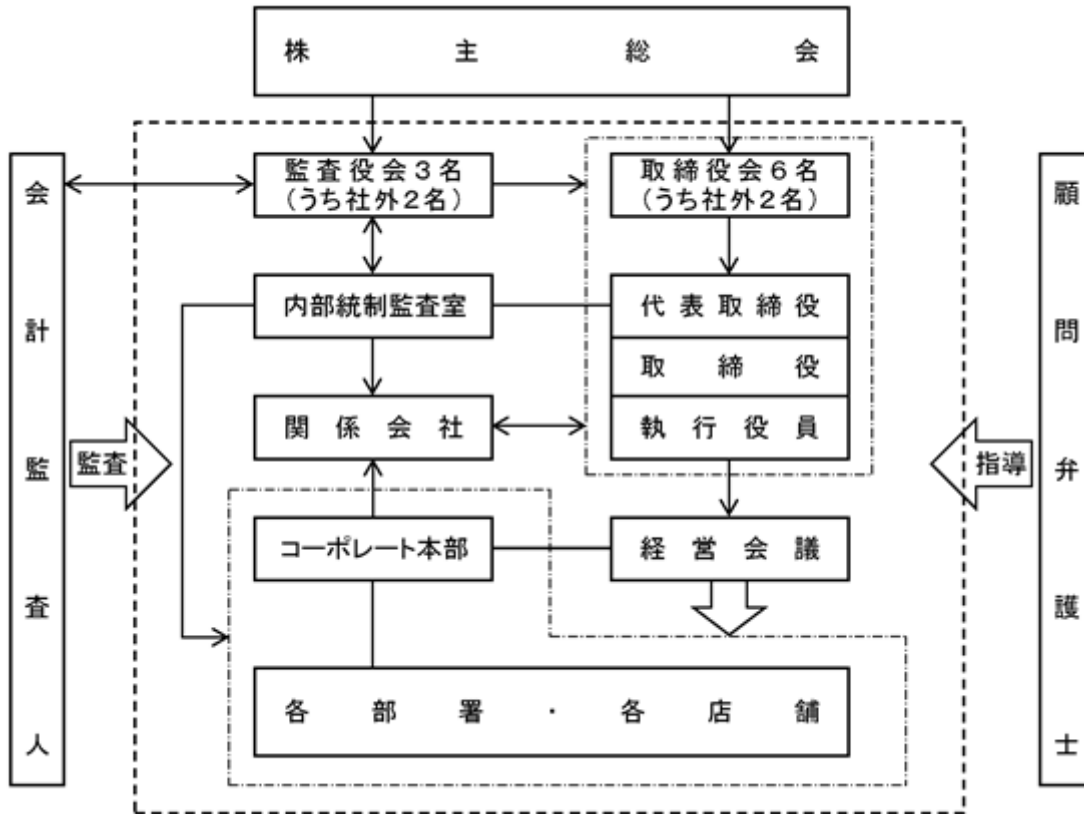 株主総会
監査役会3名
(うち社外2名)
取締役会6名
(うち社外2名)
会計監査人
顧問弁護士
内部統制監査室
代表取締役
取締役
関係会社
執行役員
監査
指導
コーポレート本部
経営会議
各部署・各店舗